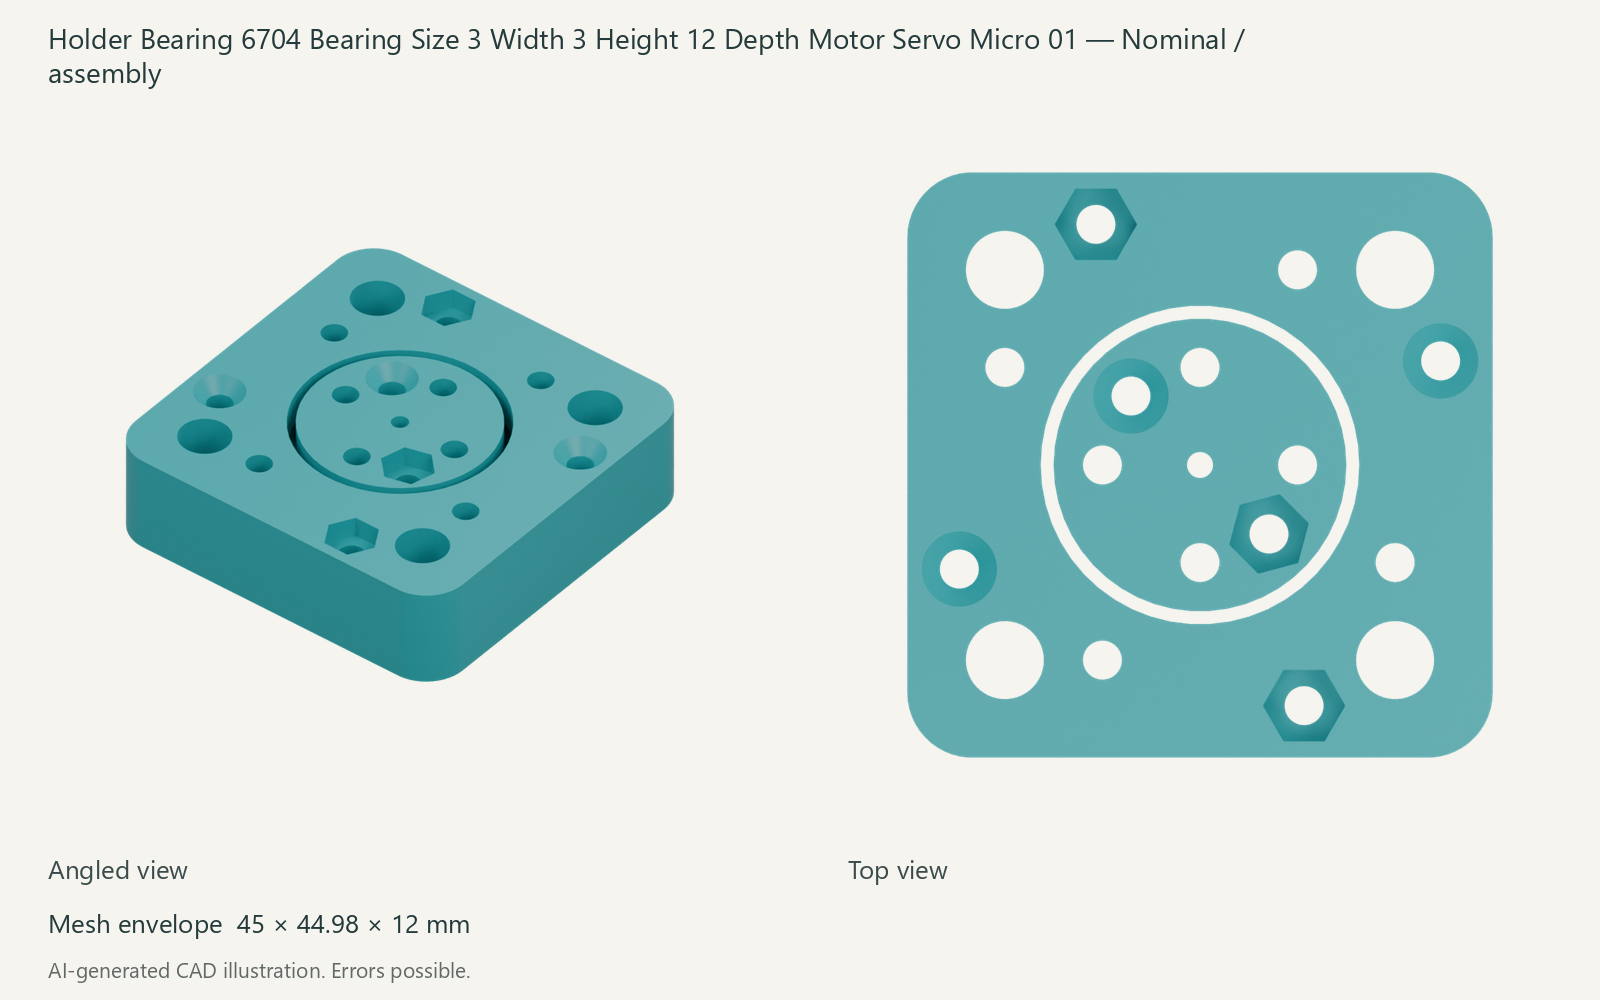 Holder Bearing 6704 Bearing Size 3 Width 3 Height 12 Depth Motor Servo Micro 01 — Nominal /
assembly
Angled view
Top view
Mesh envelope 45 × 44.98 × 12 mm
AI-generated CAD illustration. Errors possible.